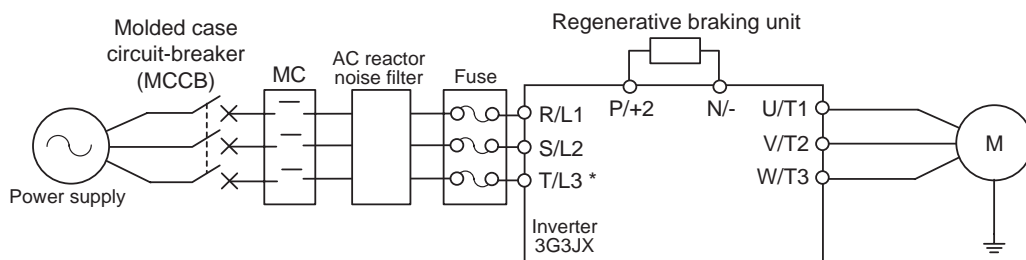 Regenerative braking unit
Molded case
circuit-breaker
(MCCB)
MC
AC reactor
noise filter
Fuse
P/+2
N/-
R/L1
S/L2
T/L3 *
U/T1
V/T2
W/T3
M
Power supply
Inverter
3G3JX